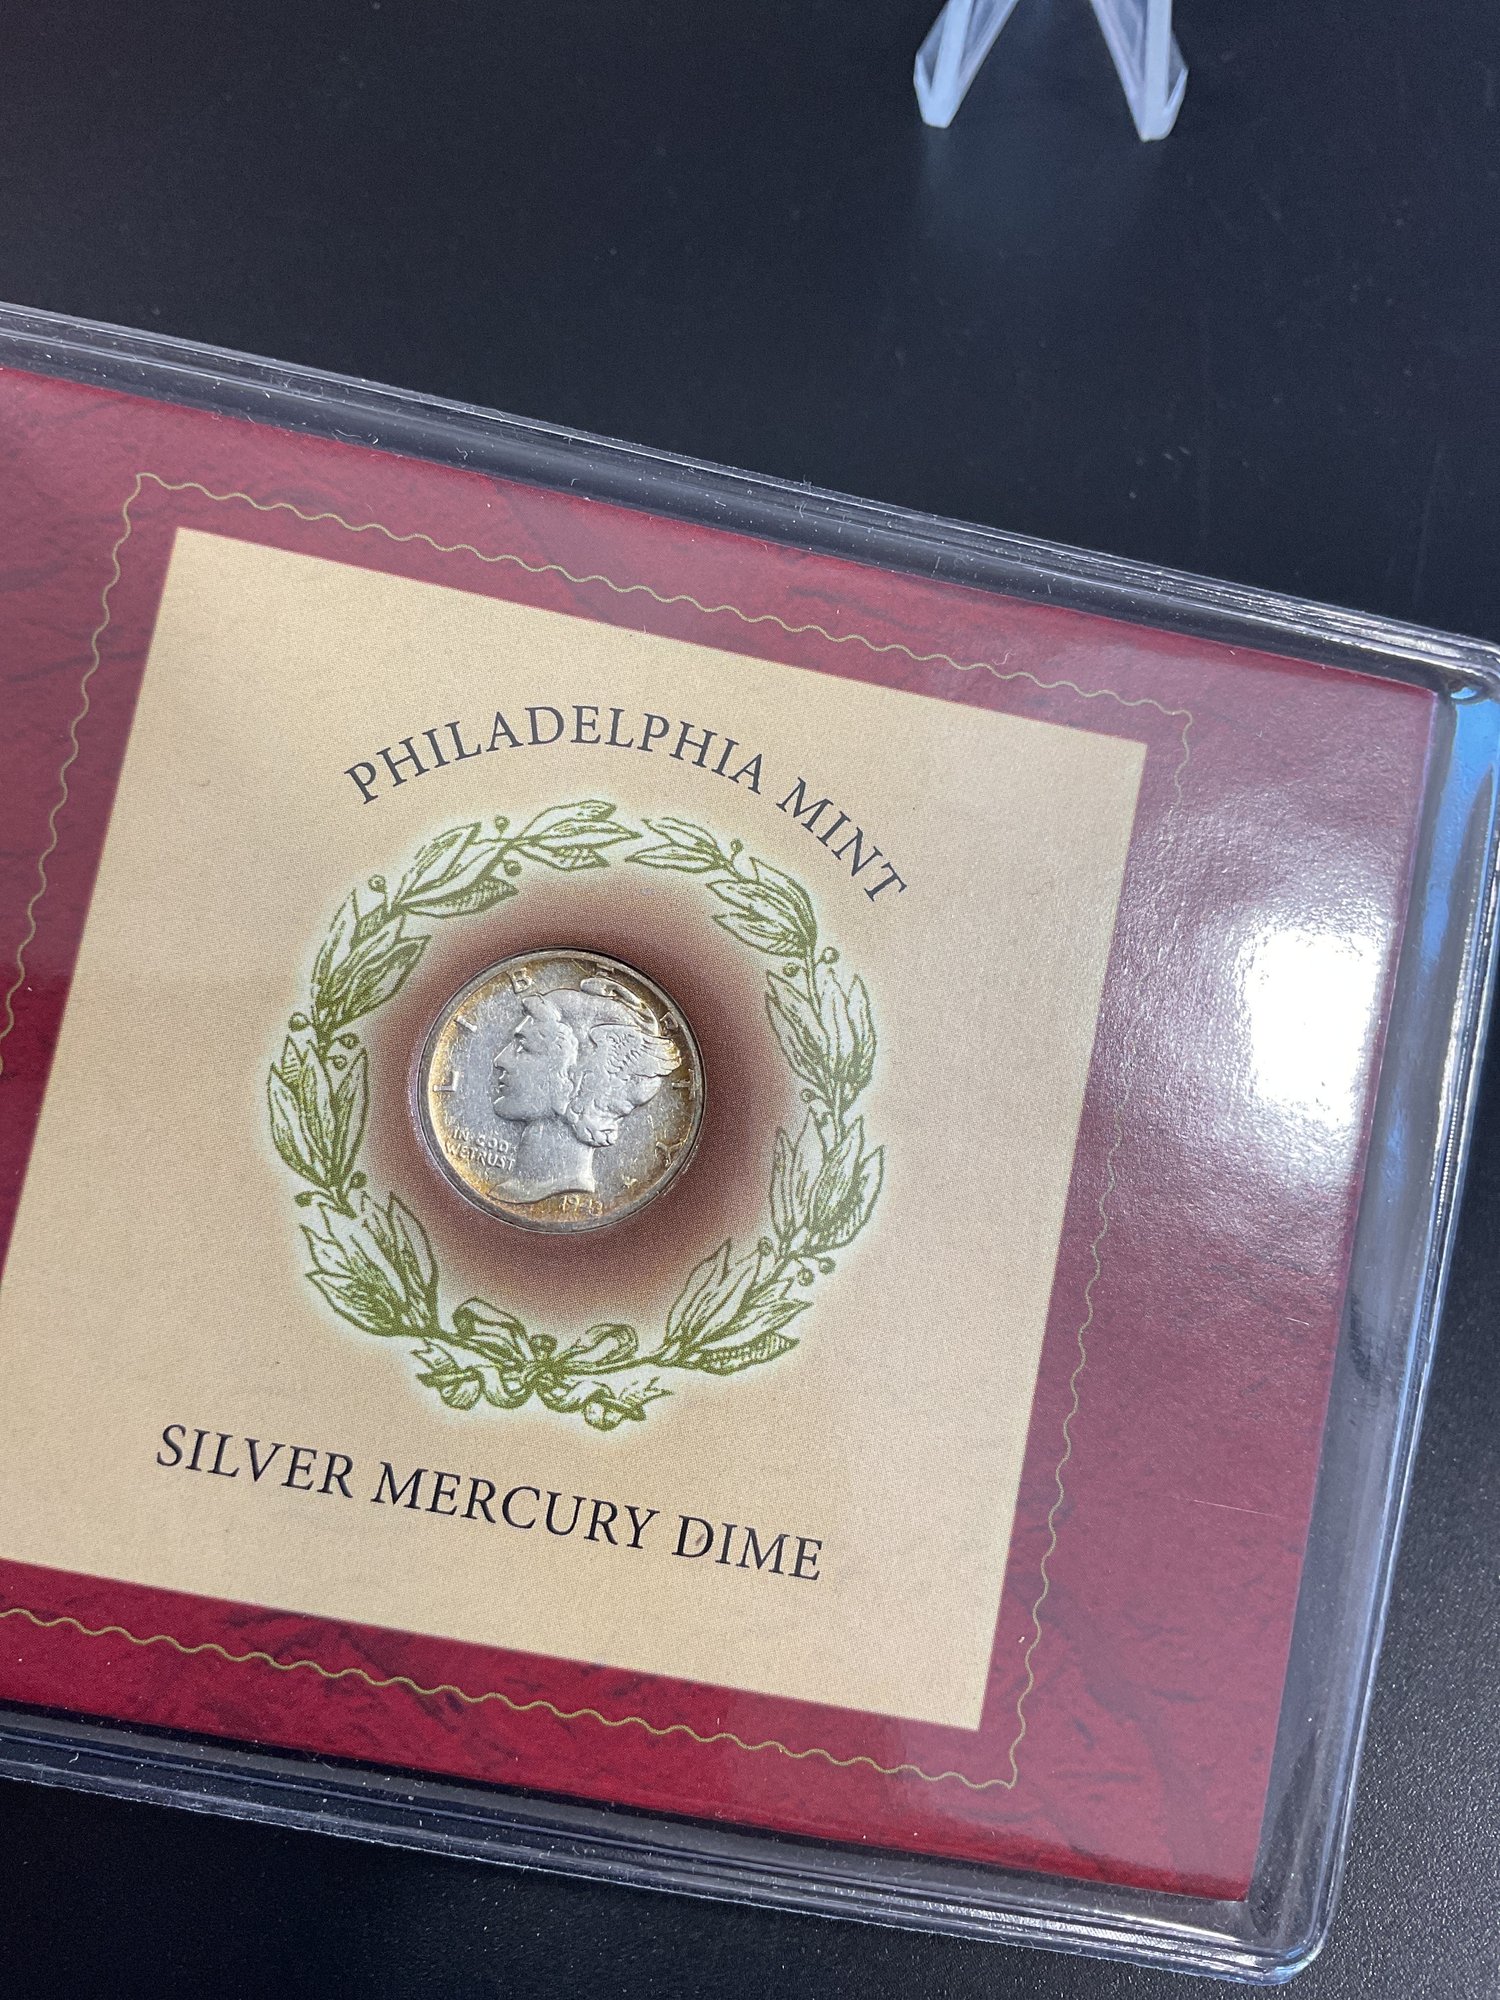 PHILADELPHIA MINT
LIBERTY
IN GOD
WE TRUST
SILVER MERCURY DIME